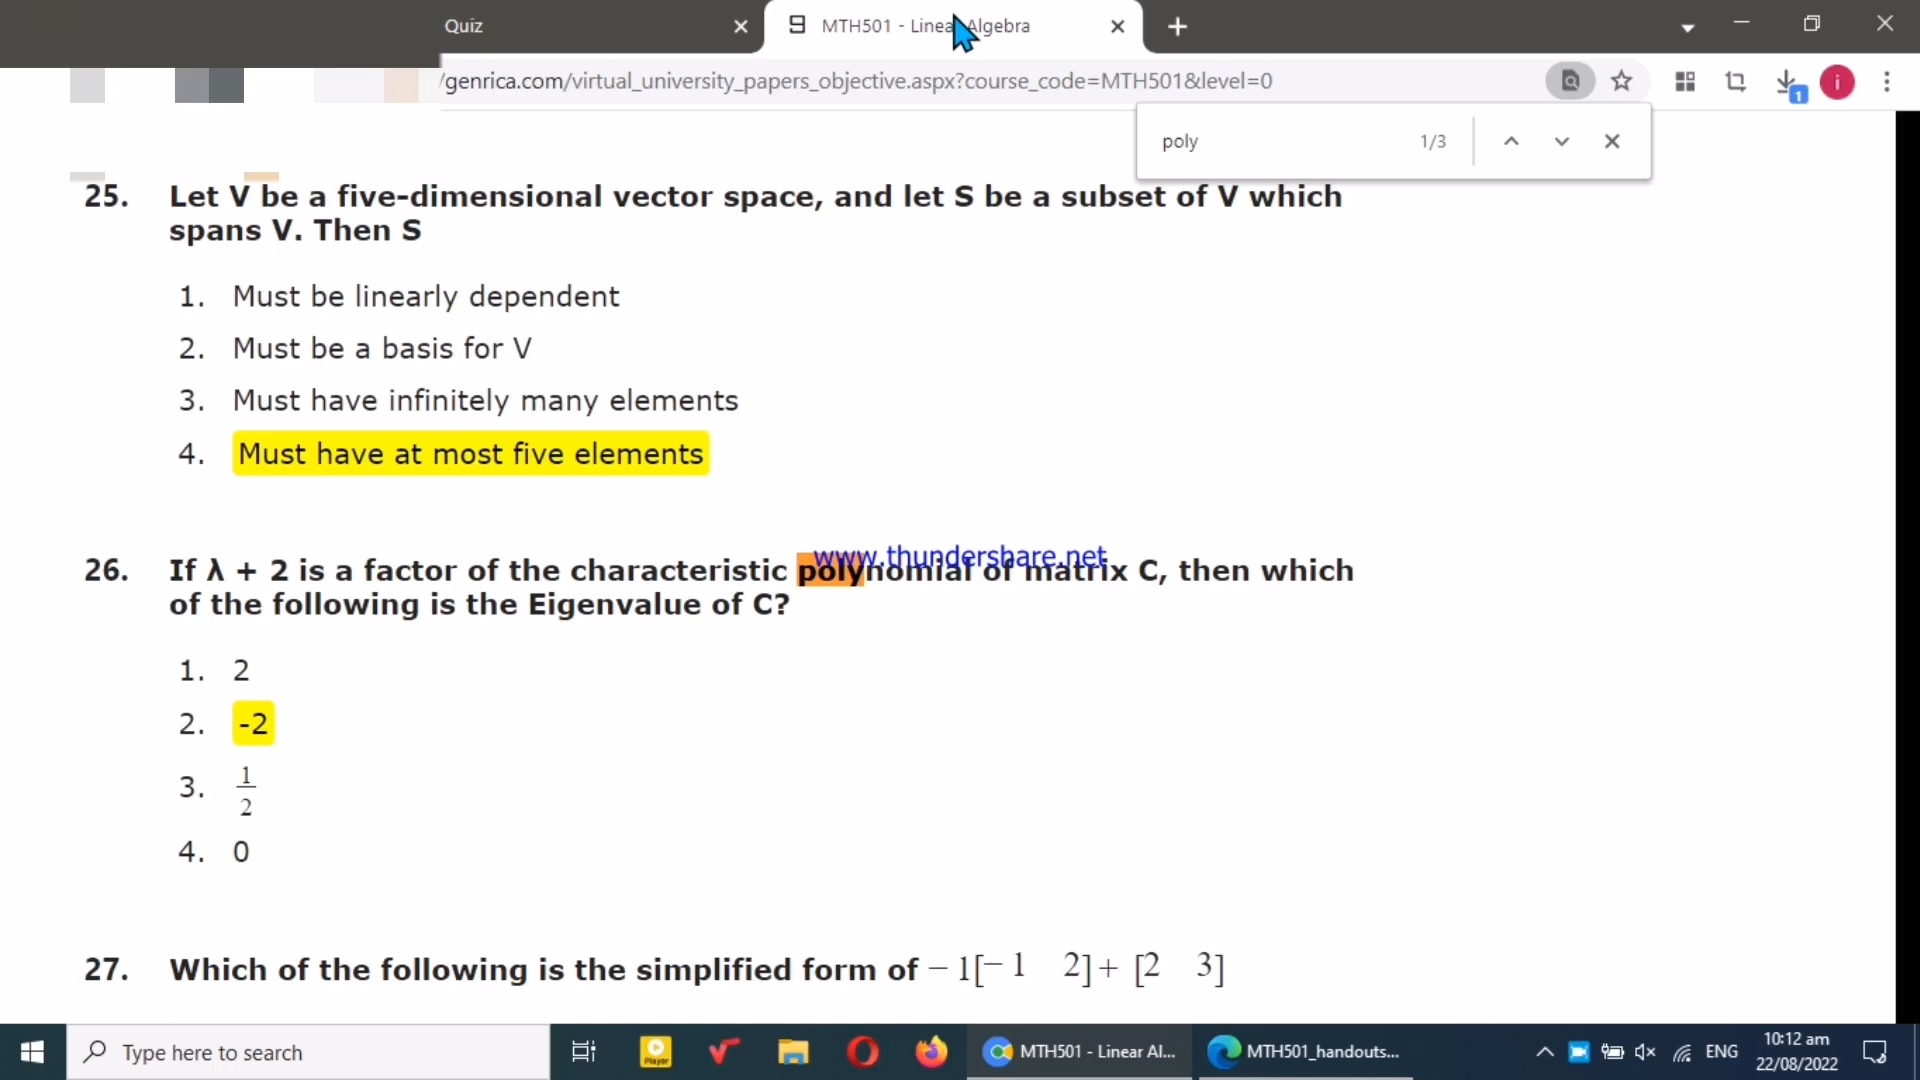 Quiz
MTH501 - Linear Algebra
/genrica.com/virtual_university_papers_objective.aspx?course_code=MTH501&level=0
1
i
poly
1/3
25. Let V be a five-dimensional vector space, and let S be a subset of V which
spans V. Then S
1. Must be linearly dependent
2. Must be a basis for V
3. Must have infinitely many elements
4. Must have at most five elements
www.thundershare.net
26. If λ + 2 is a factor of the characteristic polynomial of matrix C, then which
of the following is the Eigenvalue of C?
1. 2
2. -2
3. 1/2
4. 0
27. Which of the following is the simplified form of −1[−1 2]+ [2 3]
Type here to search
Player
MTH501 - Linear Al...
MTH501_handouts...
ENG
10:12 am
22/08/2022